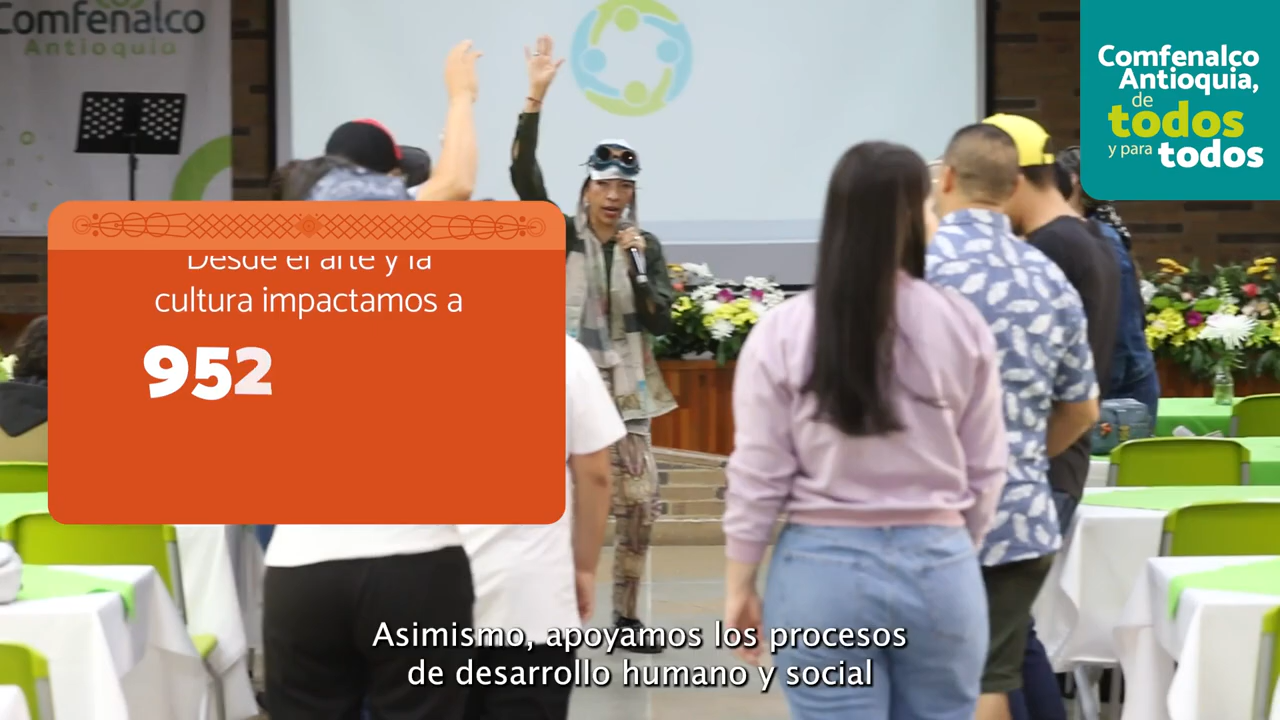 Comfenalco
Antioquia
Comfenalco
Antioquia,
de
todos
y para todos
Desde el arte y la
cultura impactamos a
952
Asimismo, apoyamos los procesos
de desarrollo humano y social